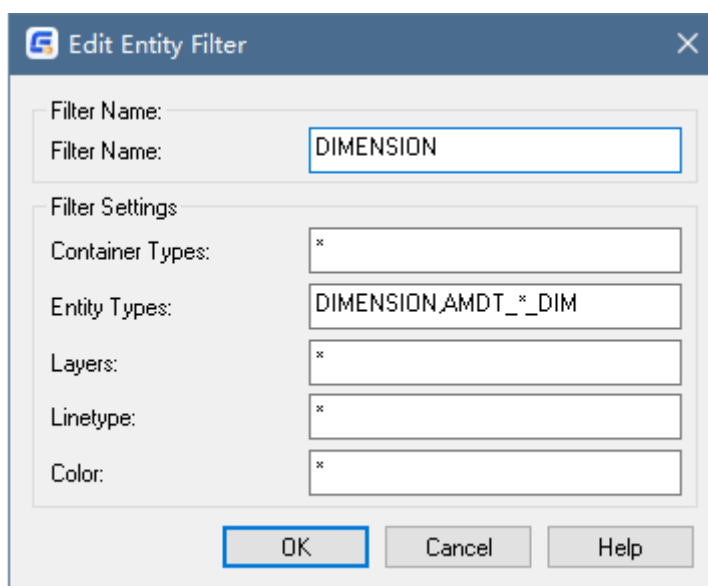 Edit Entity Filter
Filter Name:
Filter Name: DIMENSION
Filter Settings
Container Types: *
Entity Types: DIMENSION,AMDT_*_DIM
Layers: *
Linetype: *
Color: *
OK Cancel Help